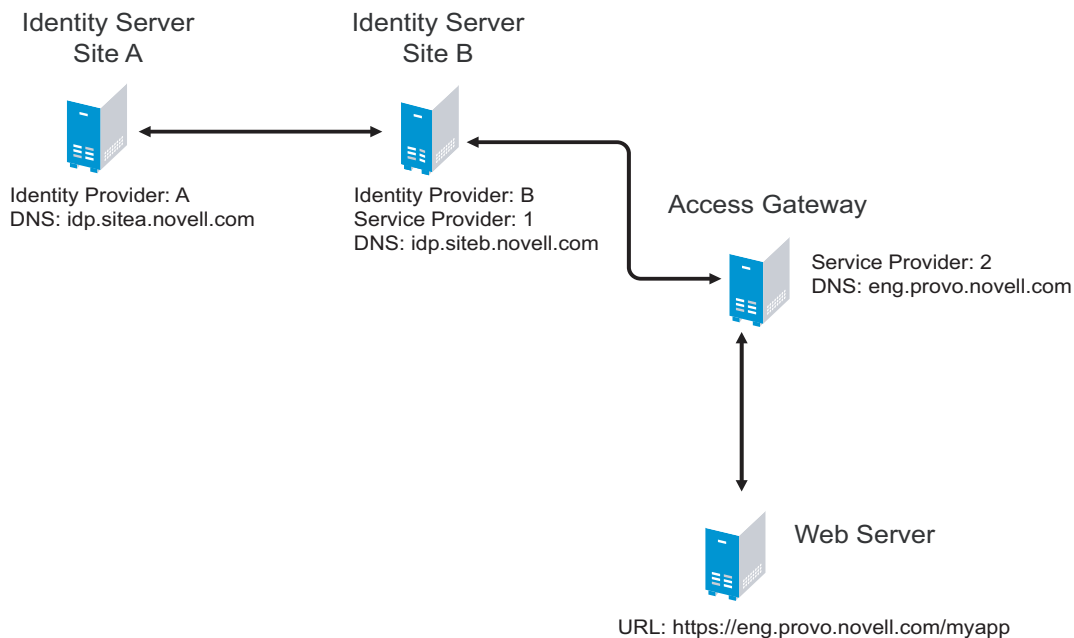 Identity Server
Site A
Identity Server
Site B
Identity Provider: A
DNS: idp.sitea.novell.com
Identity Provider: B
Service Provider: 1
DNS: idp.siteb.novell.com
Access Gateway
Service Provider: 2
DNS: eng.provo.novell.com
Web Server
URL: https://eng.provo.novell.com/myapp